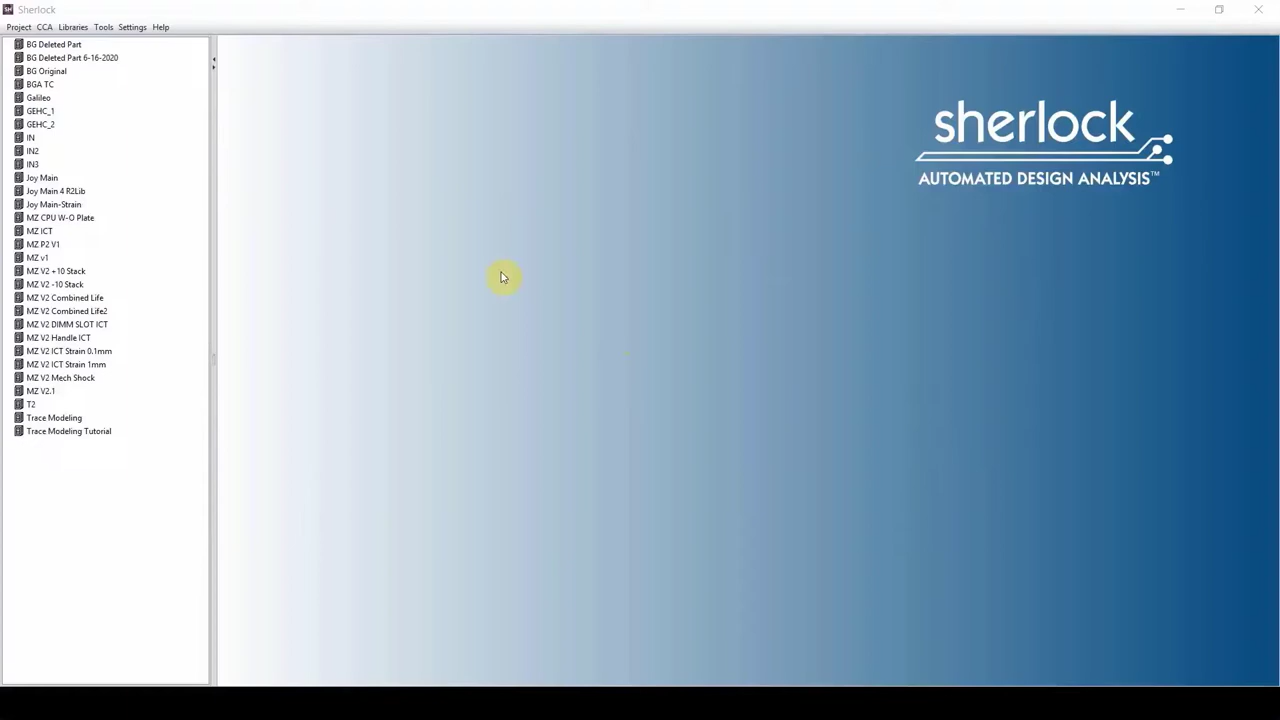 Sherlock
Project CCA Libraries Tools Settings Help
BG Deleted Part
BG Deleted Part 6-16-2020
BG Original
BGA TC
Galileo
GEHC_1
GEHC_2
IN
IN2
IN3
Joy Main
Joy Main 4 R2Lib
Joy Main-Strain
MZ CPU W-O Plate
MZ ICT
MZ P2 V1
MZ v1
MZ V2 +10 Stack
MZ V2 -10 Stack
MZ V2 Combined Life
MZ V2 Combined Life2
MZ V2 DIMM SLOT ICT
MZ V2 Handle ICT
MZ V2 ICT Strain 0.1mm
MZ V2 ICT Strain 1mm
MZ V2 Mech Shock
MZ V2.1
T2
Trace Modeling
Trace Modeling Tutorial
sherlock
AUTOMATED DESIGN ANALYSIS™